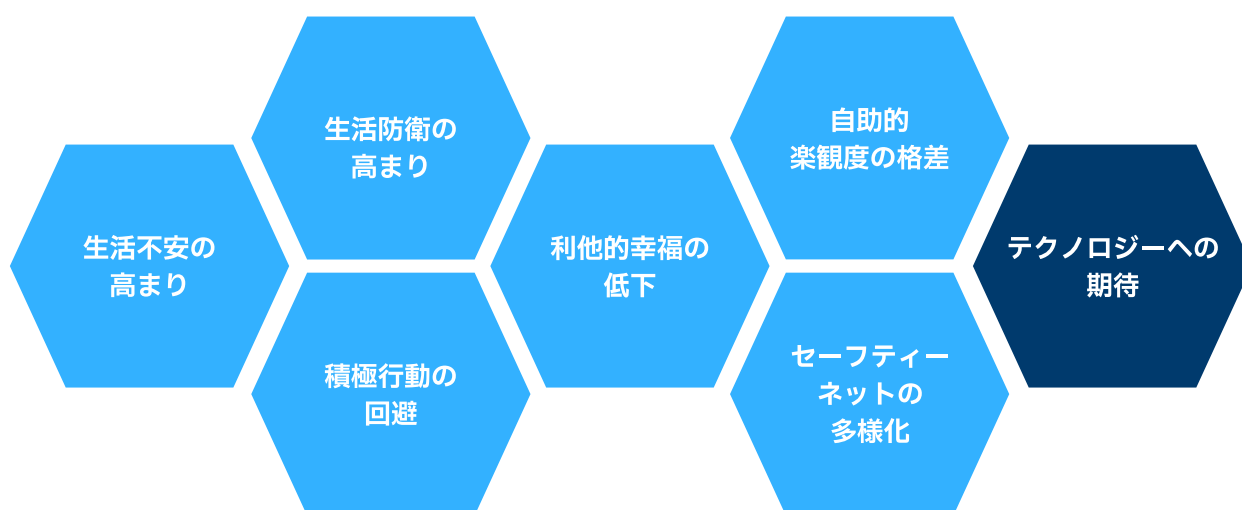 生活不安の
高まり
生活防衛の
高まり
積極行動の
回避
利他的幸福の
低下
自助的
楽観度の格差
セーフティー
ネットの
多様化
テクノロジーへの
期待